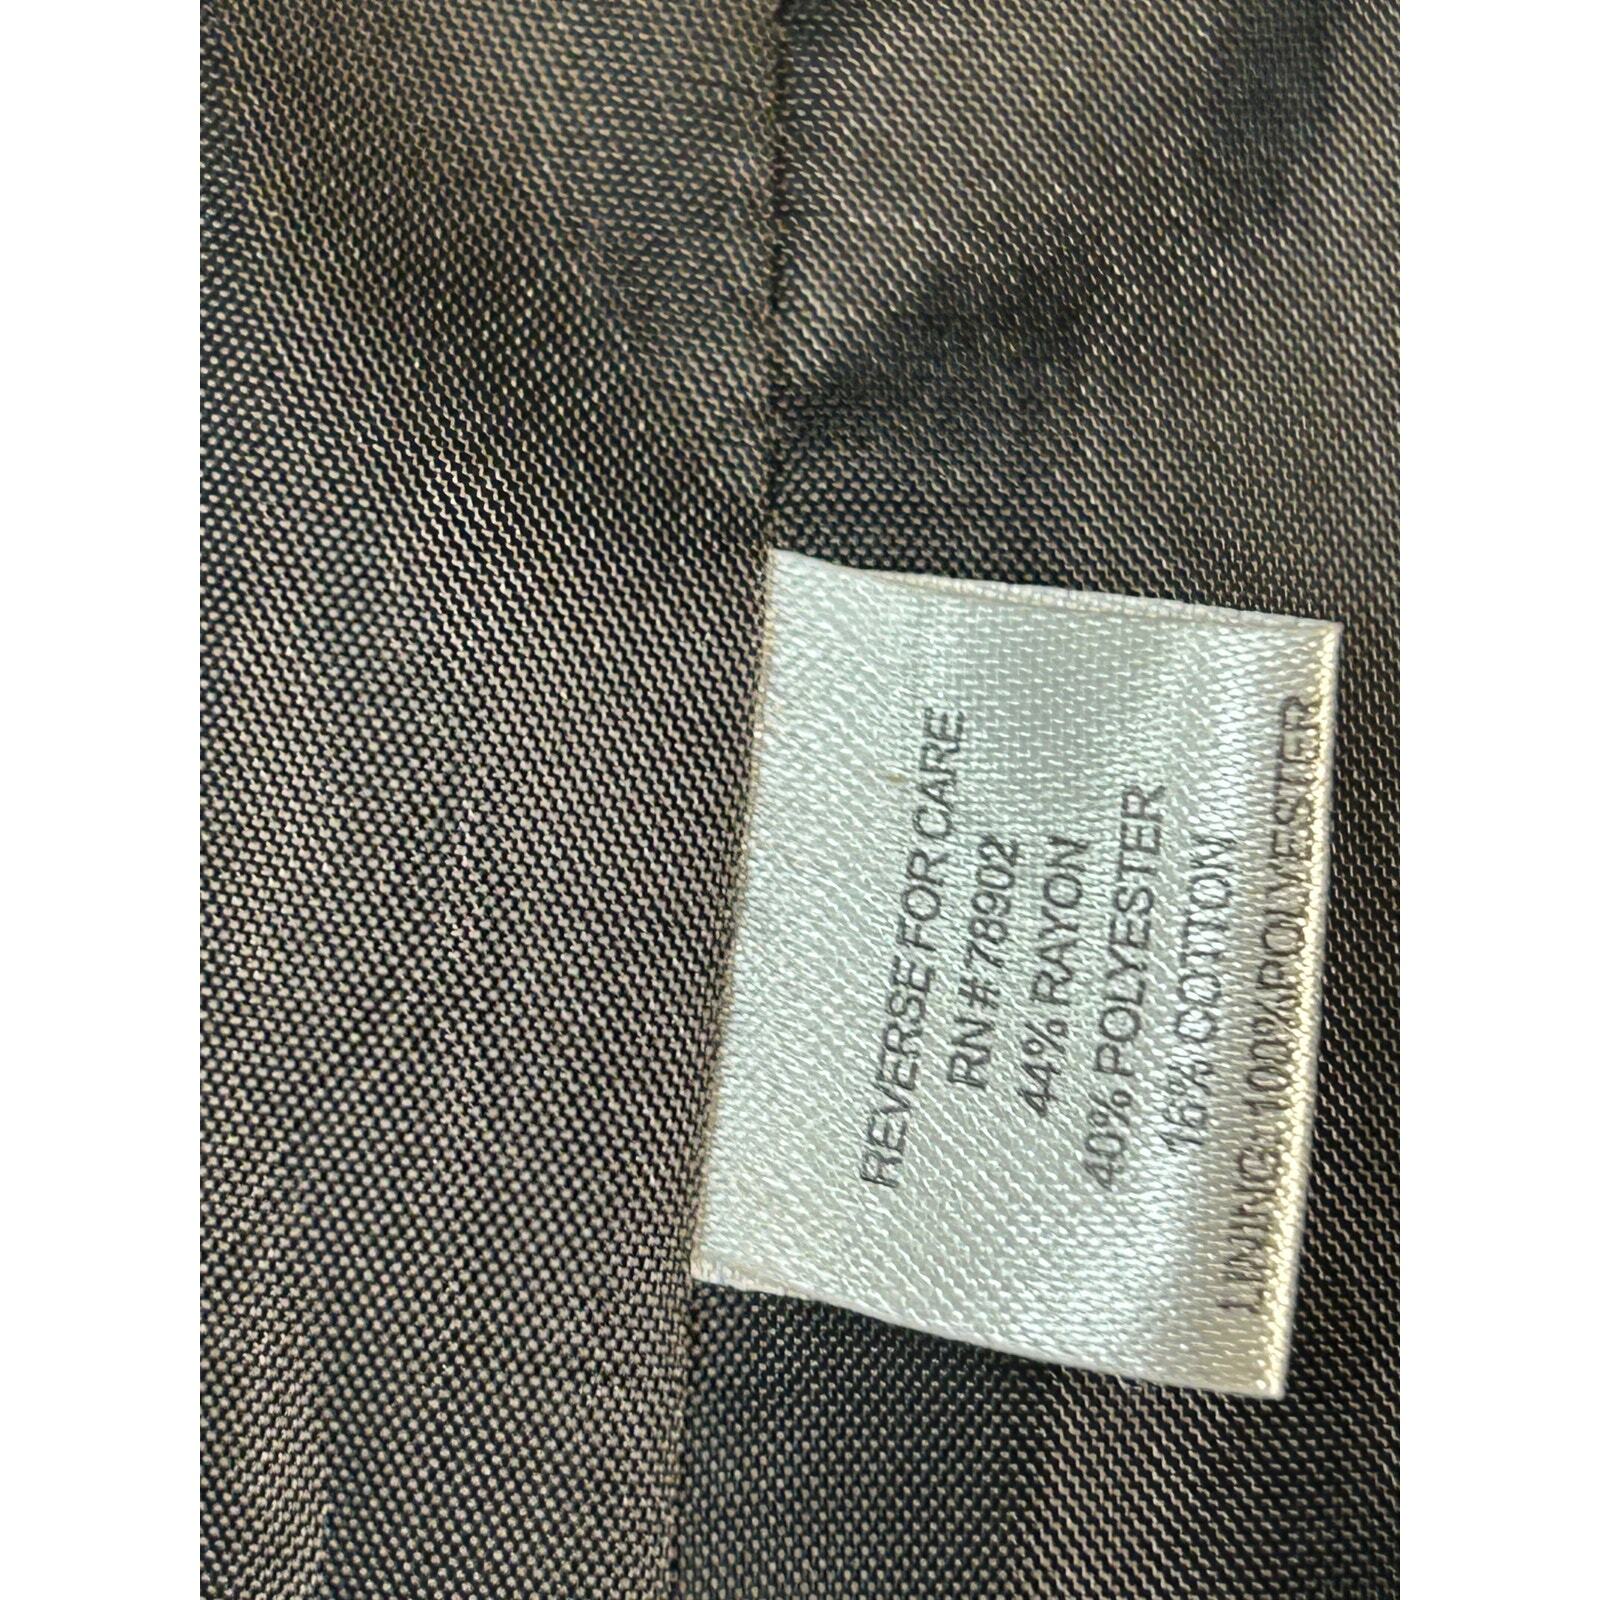 REVERSE FOR CARE
RN #78902
44% RAYON
40% POLYESTER
16% COTTON
LINING: 100% POLYESTER